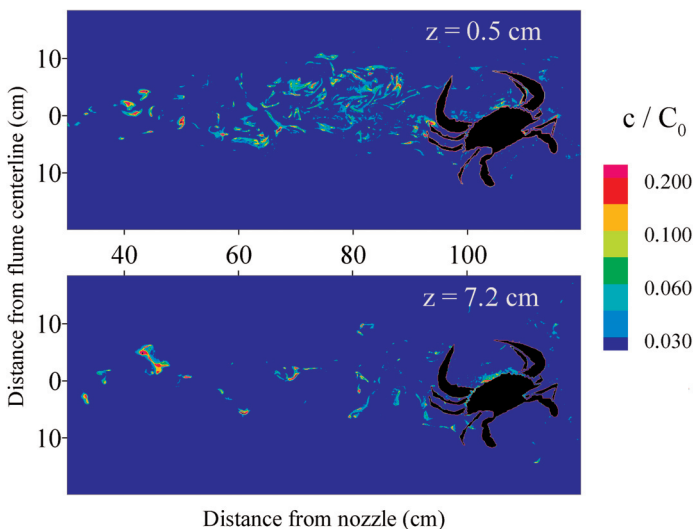 z = 0.5 cm
10
0
10
40 60 80 100
z = 7.2 cm
10
0
10
Distance from flume centerline (cm)
Distance from nozzle (cm)
c / C₀
0.200
0.100
0.060
0.030